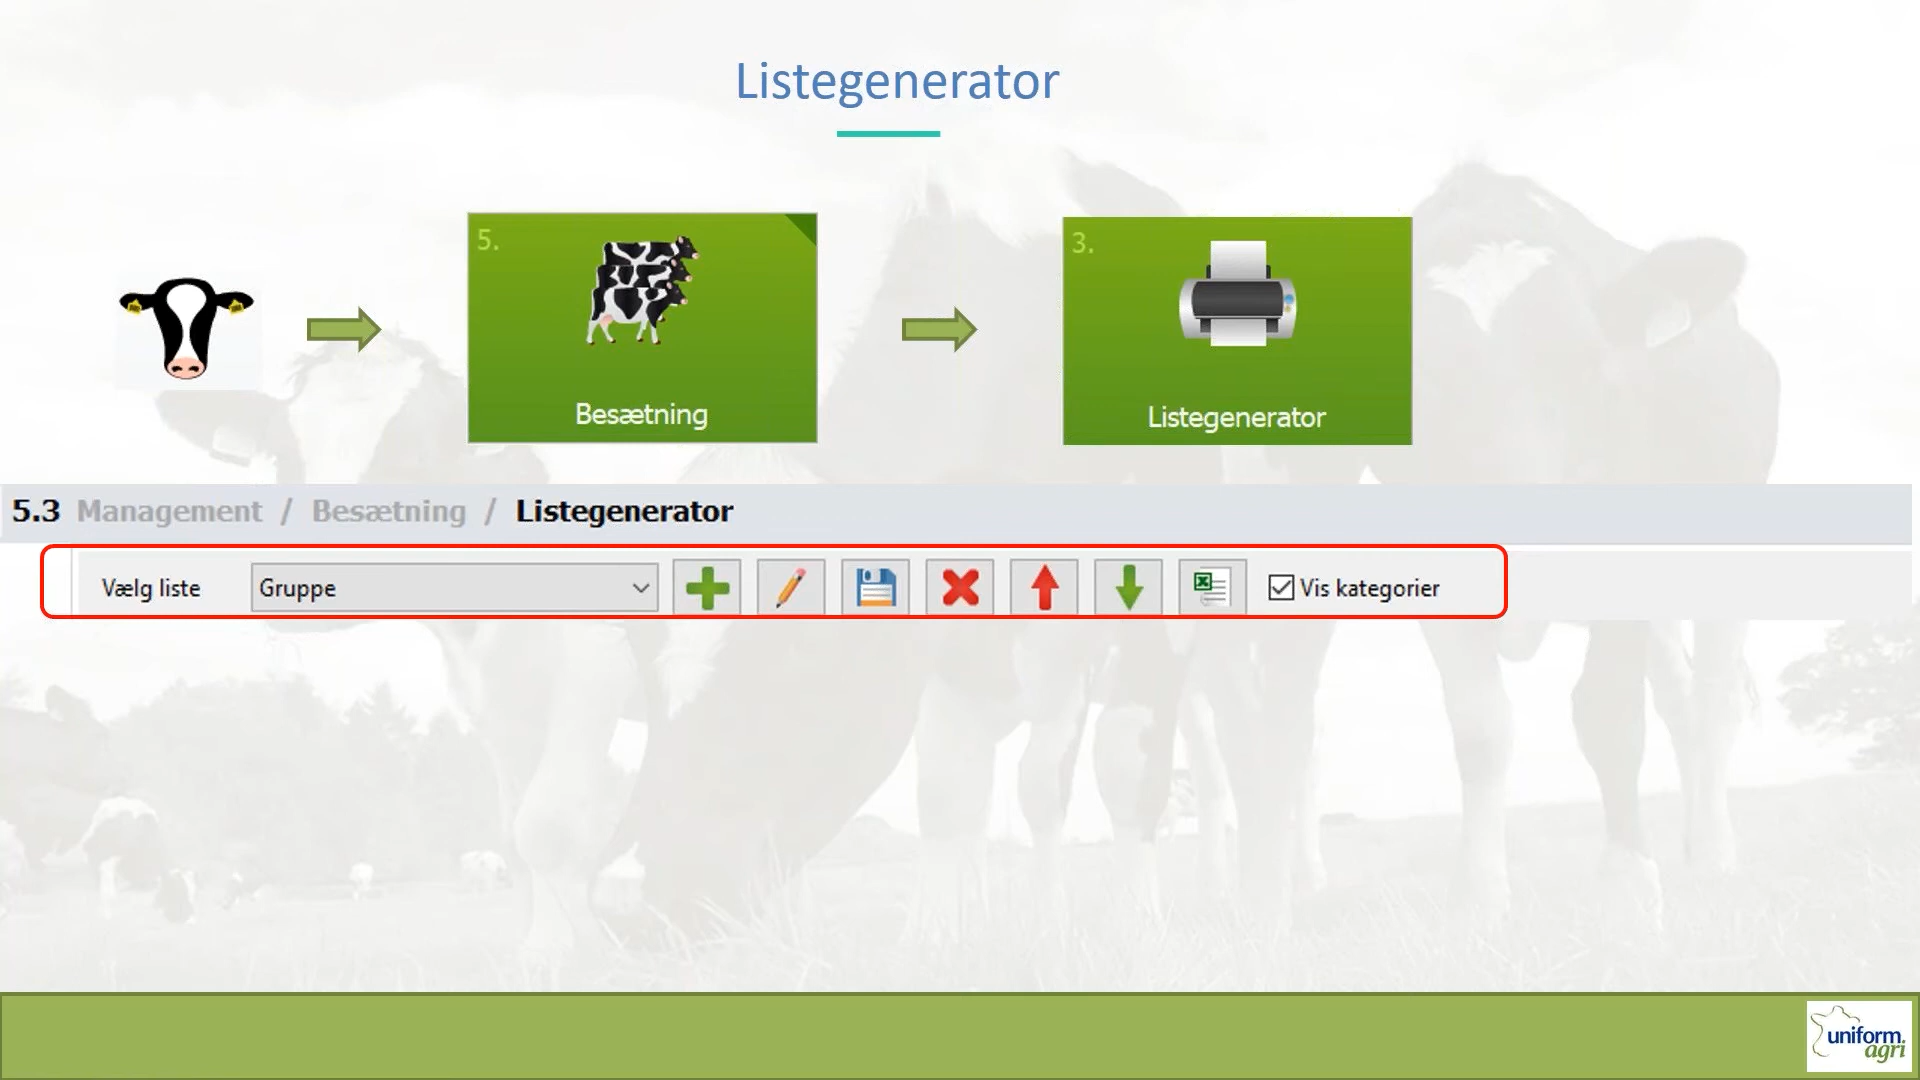 Listegenerator
5.
Besætning
3.
Listegenerator
5.3 Management / Besætning / Listegenerator
Vælg liste Gruppe Vis kategorier
uniform.
agri